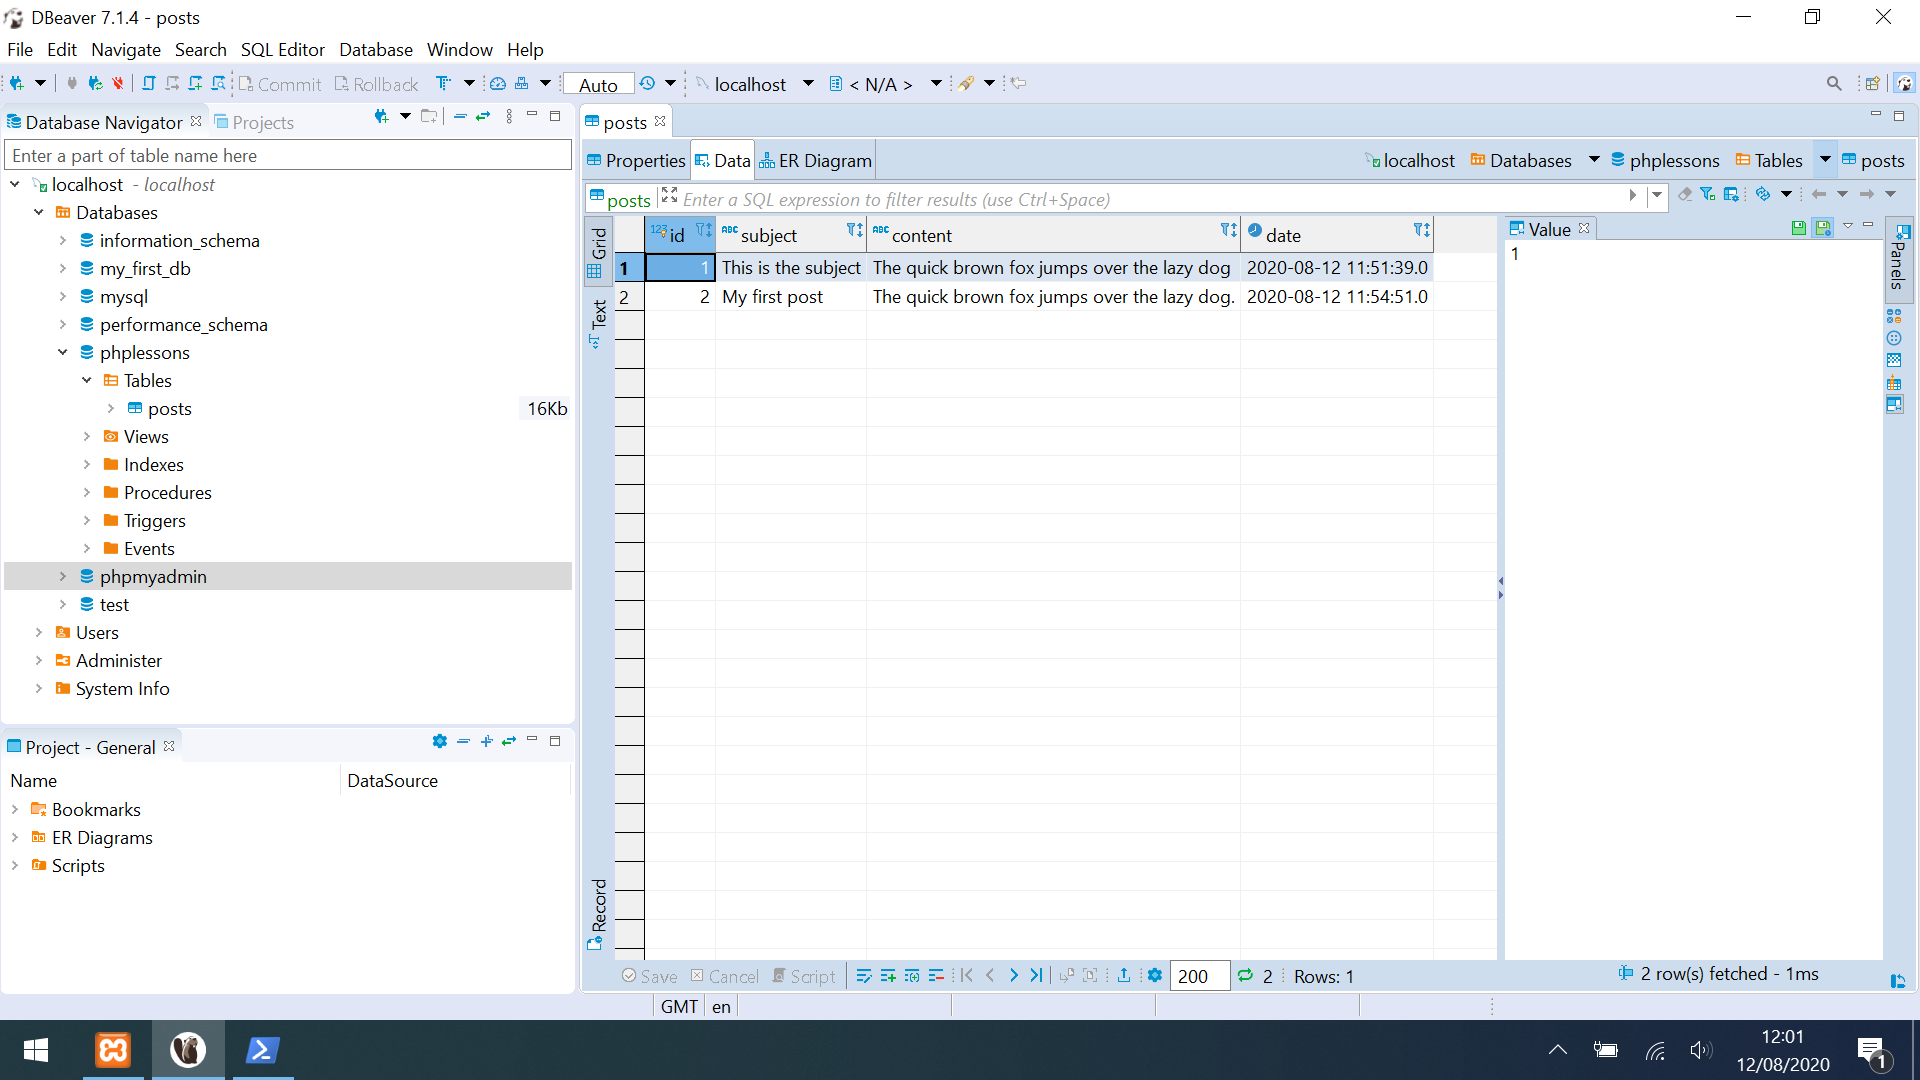 DBeaver 7.1.4 - posts
File Edit Navigate Search SQL Editor Database Window Help
Commit Rollback Auto localhost < N/A >
Database Navigator Projects
Enter a part of table name here
localhost - localhost
Databases
information_schema
my_first_db
mysql
performance_schema
phplessons
Tables
posts 16Kb
Views
Indexes
Procedures
Triggers
Events
phpmyadmin
test
Users
Administer
System Info
Project - General
Name DataSource
Bookmarks
ER Diagrams
Scripts
posts
Properties Data ER Diagram localhost Databases phplessons Tables posts
posts Enter a SQL expression to filter results (use Ctrl+Space)
Grid
Text
Record
123 id ABC subject ABC content date
1 1 This is the subject The quick brown fox jumps over the lazy dog 2020-08-12 11:51:39.0
2 2 My first post The quick brown fox jumps over the lazy dog. 2020-08-12 11:54:51.0
Value
1
Panels
Save Cancel Script 200 2 Rows: 1
2 row(s) fetched - 1ms
GMT en
12:01
12/08/2020
1